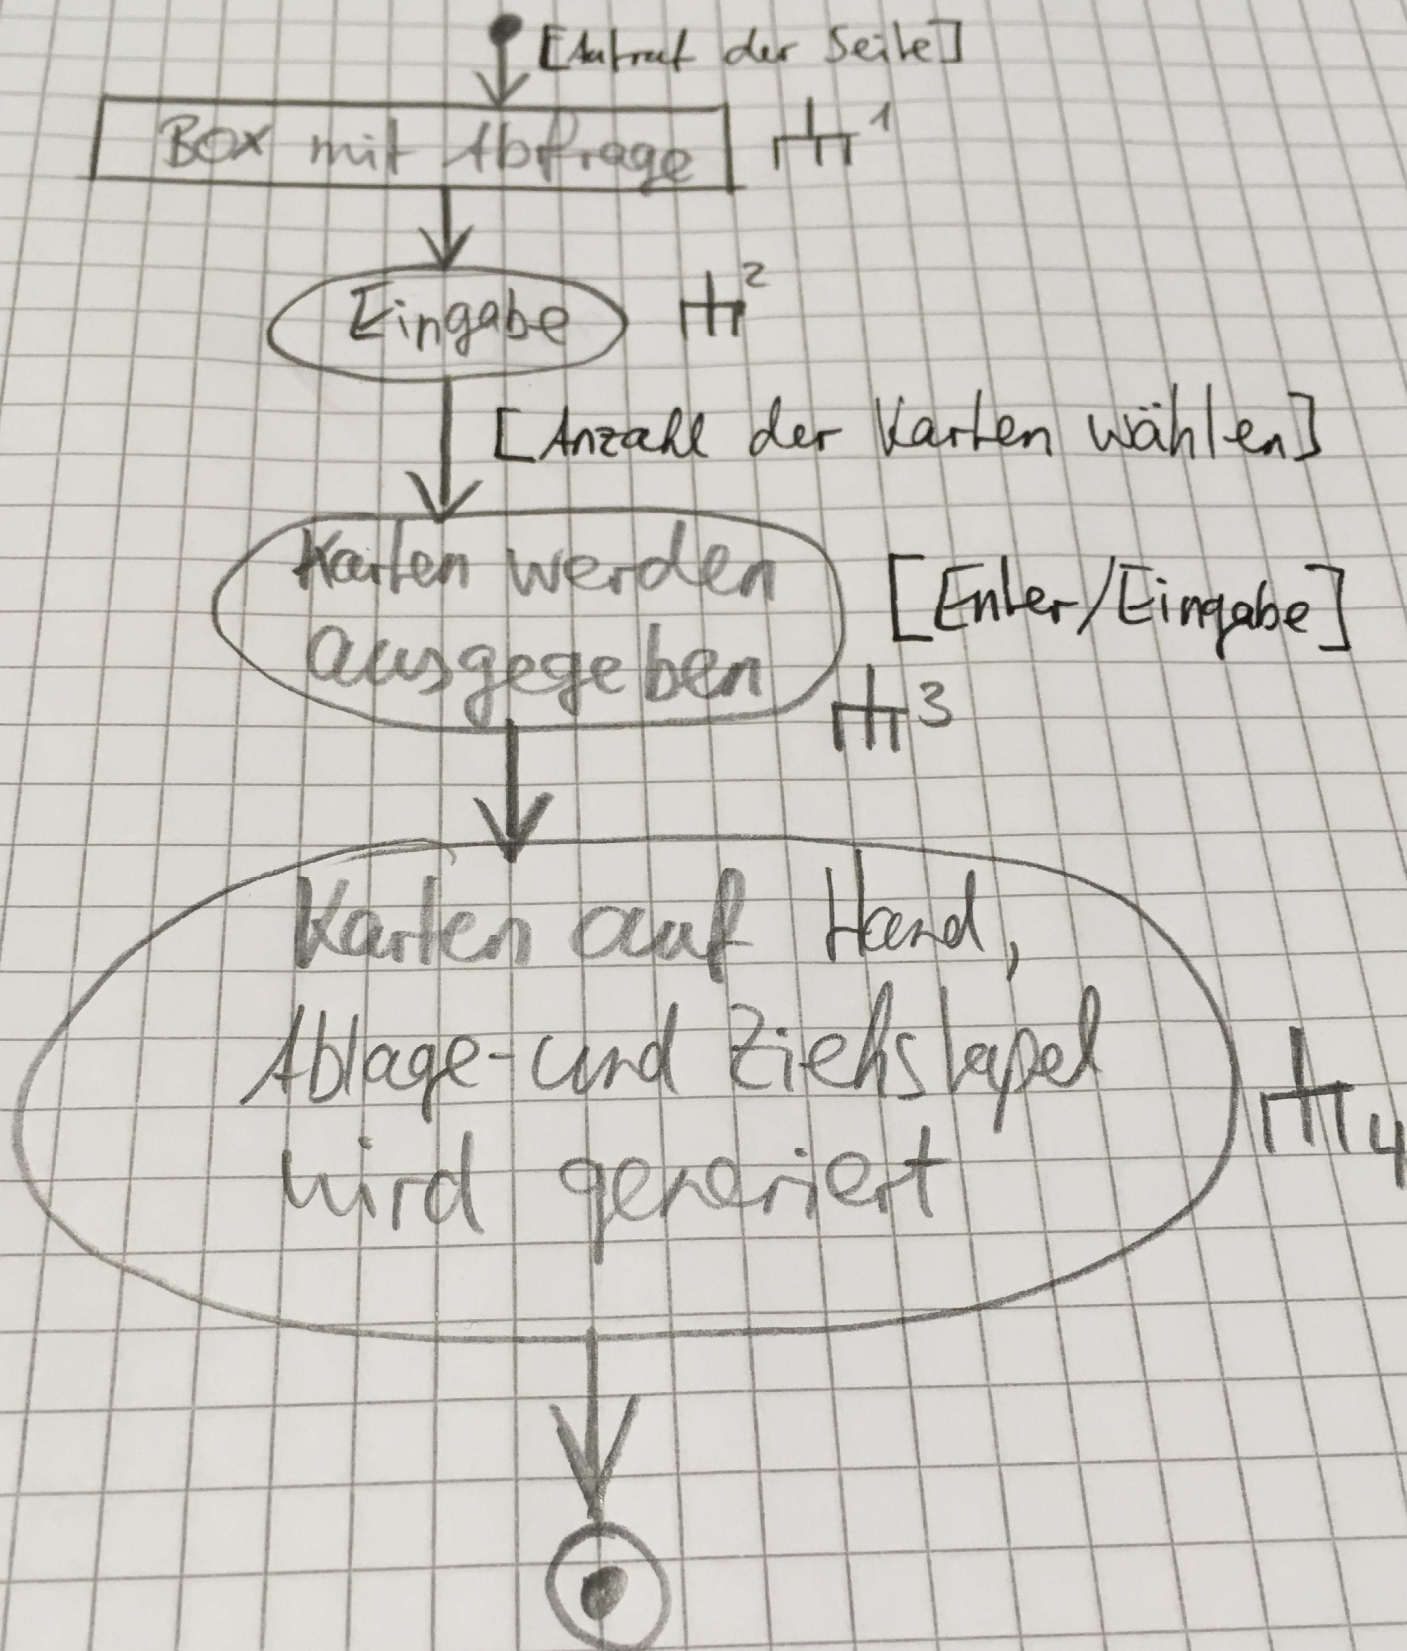 [Aufruf der Seite]
Box mit Abfrage 1
Eingabe 2
[Anzahl der Karten wählen]
Karten werden
ausgegeben
[Enter/Eingabe]
3
Karten auf Hand,
Ablage- und Ziehstapel
wird generiert
4